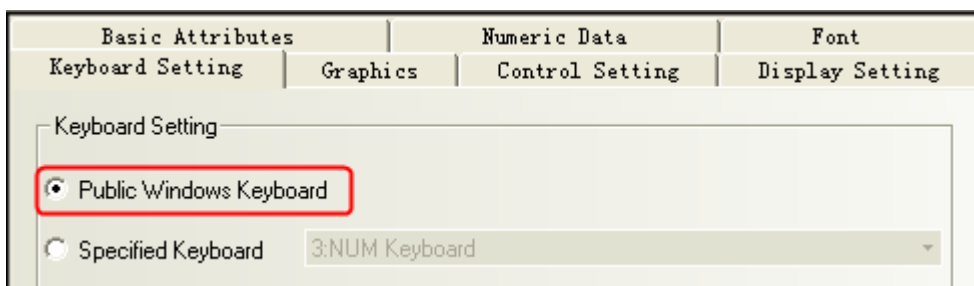 Basic Attributes Numeric Data Font
Keyboard Setting Graphics Control Setting Display Setting
Keyboard Setting
Public Windows Keyboard
Specified Keyboard 3:NUM Keyboard